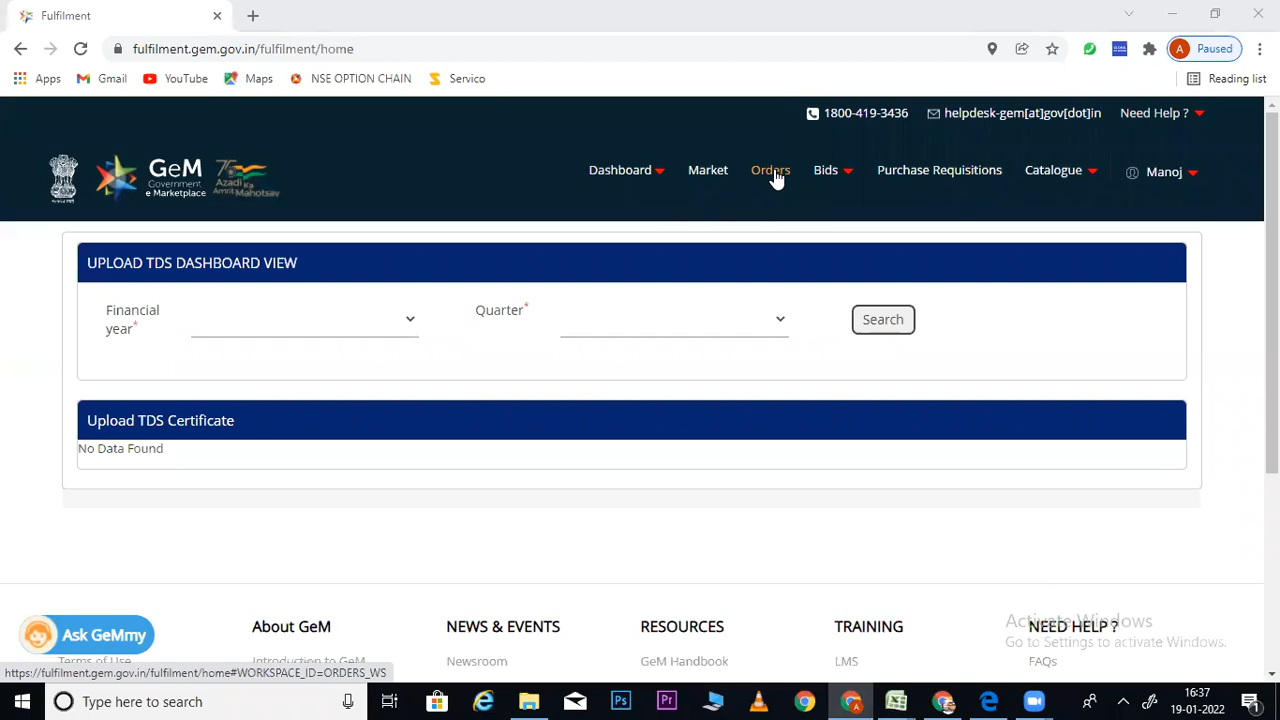 Fulfilment
fulfilment.gem.gov.in/fulfilment/home
A Paused
Apps Gmail YouTube Maps NSE OPTION CHAIN Servico Reading list
1800-419-3436 helpdesk-gem[at]gov[dot]in Need Help ?
GeM
Government
e Marketplace
Azadi Ka
Amrit Mahotsav
Dashboard Market Orders Bids Purchase Requisitions Catalogue Manoj
UPLOAD TDS DASHBOARD VIEW
Financial year* Quarter* Search
Upload TDS Certificate
No Data Found
Ask GeMmy
About GeM NEWS & EVENTS RESOURCES TRAINING NEED HELP ?
Terms of Use Introduction to GeM Newsroom GeM Handbook LMS FAQs
Activate Windows
Go to Settings to activate Windows.
https://fulfilment.gem.gov.in/fulfilment/home#WORKSPACE_ID=ORDERS_WS
Type here to search
16:37
19-01-2022
1